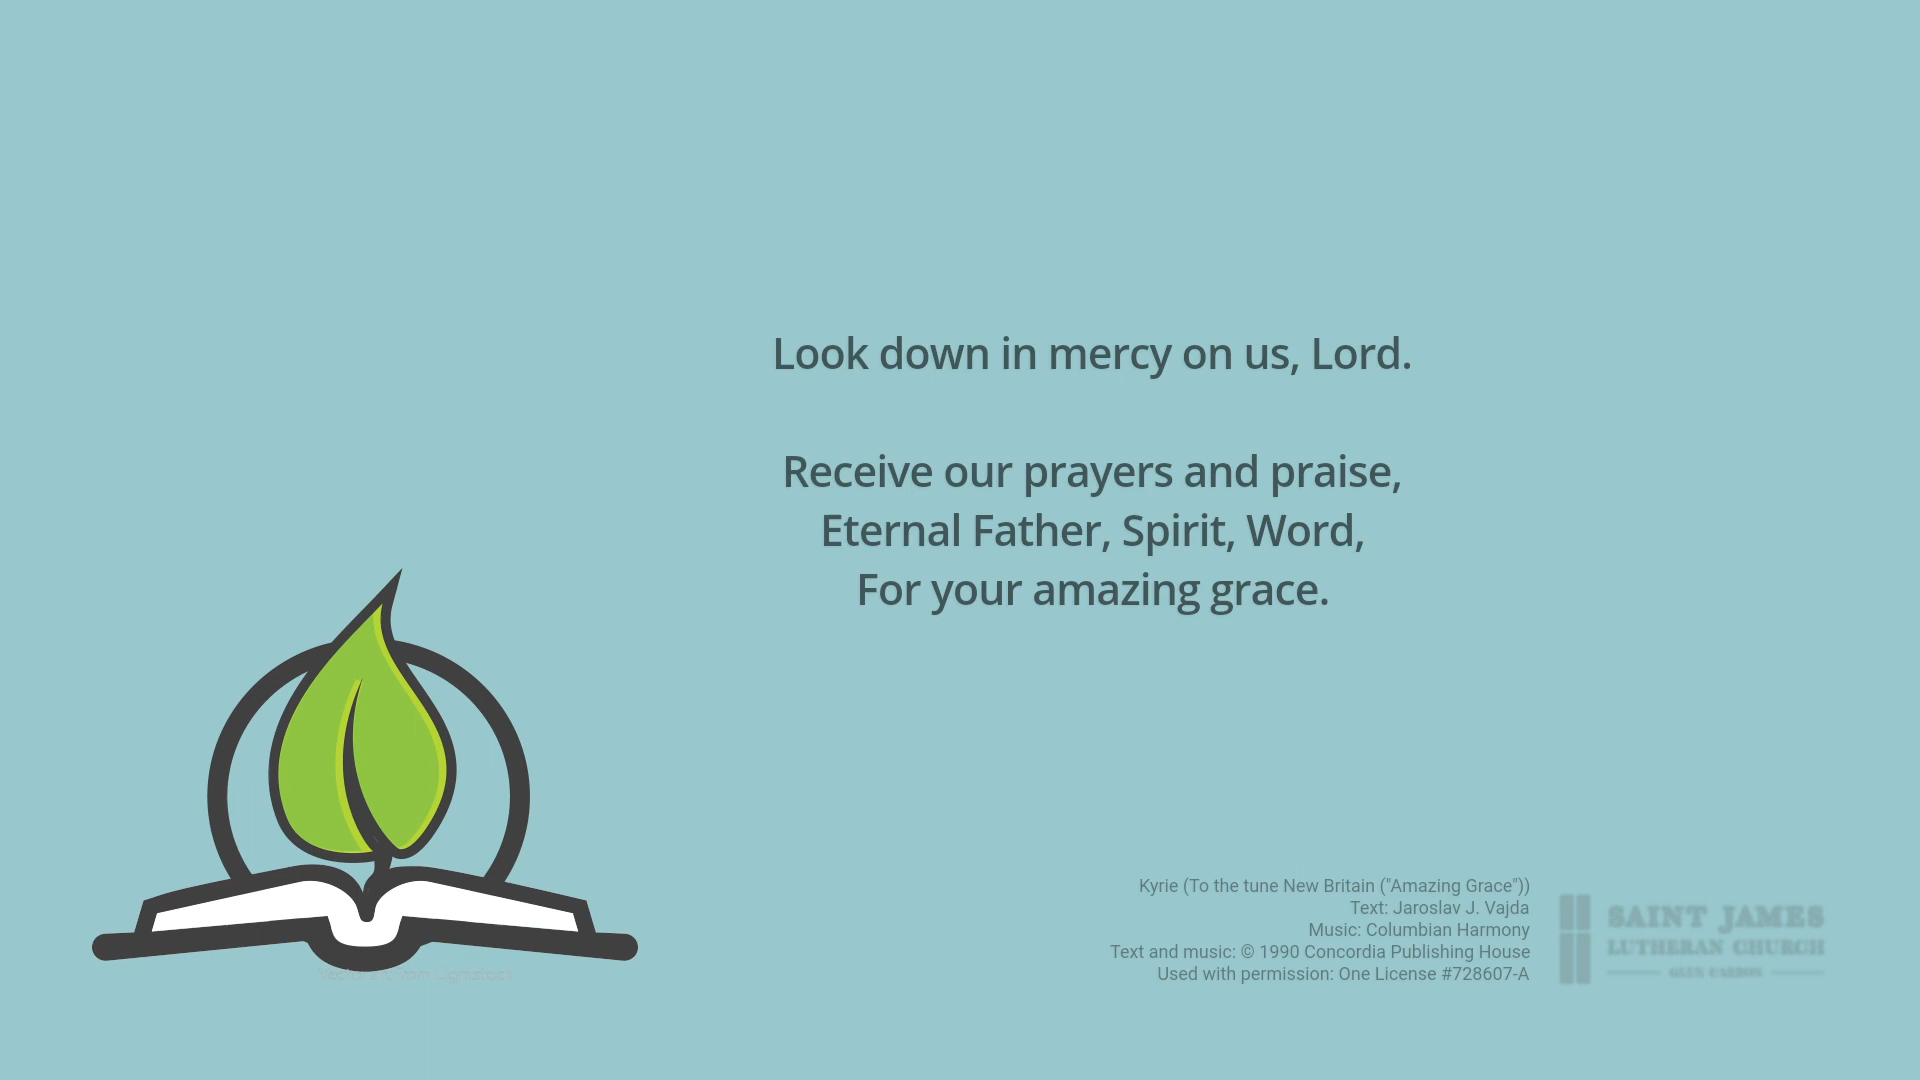 Look down in mercy on us, Lord.
Receive our prayers and praise,
Eternal Father, Spirit, Word,
For your amazing grace.
Kyrie (To the tune New Britain ("Amazing Grace"))
Text: Jaroslav J. Vajda
Music: Columbian Harmony
Text and music: © 1990 Concordia Publishing House
Used with permission: One License #728607-A
SAINT JAMES
LUTHERAN CHURCH
GLEN CARBON